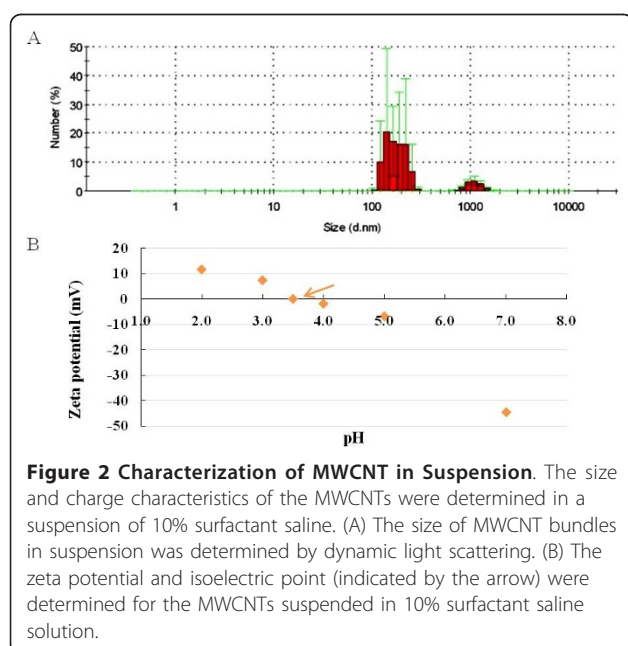 A
50
40
30
20
10
0
Number (%)
1 10 100 1000 10000
Size (d.nm)
B
20
10
0
-10
-20
-30
-40
-50
1.0 2.0 3.0 4.0 5.0 6.0 7.0 8.0
Zeta potential (mV)
pH
Figure 2 Characterization of MWCNT in Suspension. The size
and charge characteristics of the MWCNTs were determined in a
suspension of 10% surfactant saline. (A) The size of MWCNT bundles
in suspension was determined by dynamic light scattering. (B) The
zeta potential and isoelectric point (indicated by the arrow) were
determined for the MWCNTs suspended in 10% surfactant saline
solution.